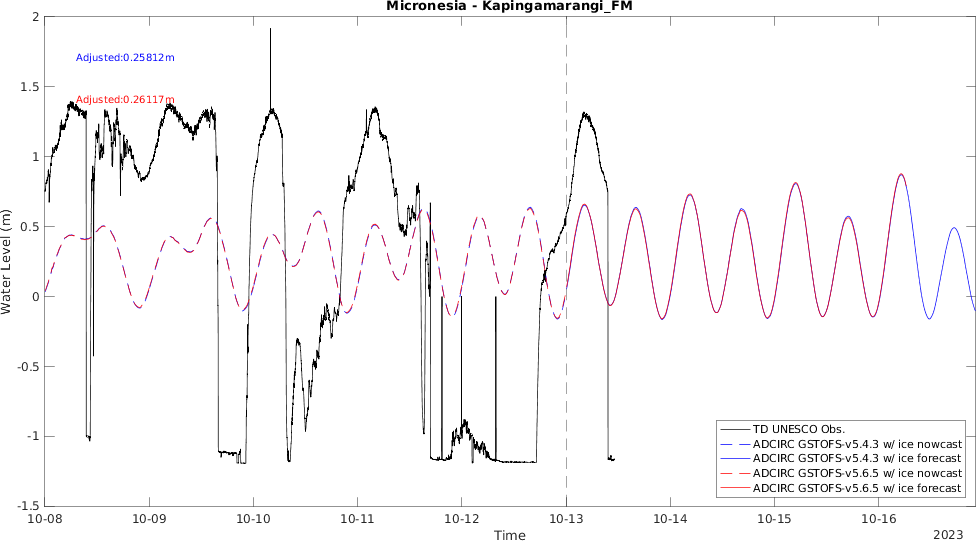 Micronesia - Kapingamarangi_FM
Adjusted:0.25812m
Adjusted:0.26117m
Water Level (m)
2
1.5
1
0.5
0
-0.5
-1
-1.5
10-08
10-09
10-10
10-11
10-12
10-13
10-14
10-15
10-16
Time
2023
TD UNESCO Obs.
ADCIRC GSTOFS-v5.4.3 w/ ice nowcast
ADCIRC GSTOFS-v5.4.3 w/ ice forecast
ADCIRC GSTOFS-v5.6.5 w/ ice nowcast
ADCIRC GSTOFS-v5.6.5 w/ ice forecast